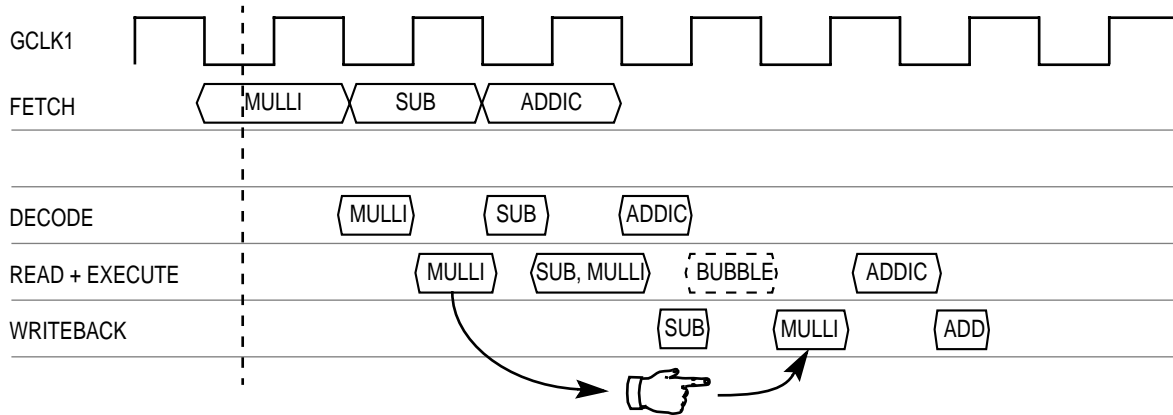 GCLK1
FETCH MULLI SUB ADDIC
DECODE MULLI SUB ADDIC
READ + EXECUTE MULLI SUB, MULLI BUBBLE ADDIC
WRITEBACK SUB MULLI ADD